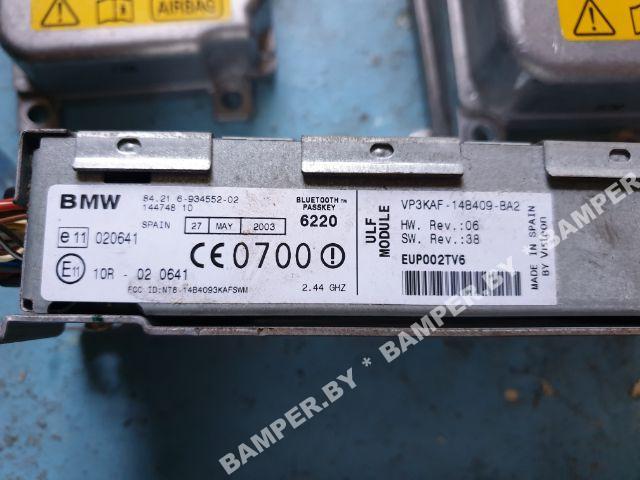 AIRBAG
BMW
84.21 6-934552-02
144748 10
BLUETOOTH™
PASSKEY
6220
SPAIN
27 MAY 2003
e11 020641
CE0700!
E11 10R - 02 0641
FCC ID:NT8-14B4093KAFSWM
2.44 GHZ
ULF
MODULE
VP3KAF-14B409-BA2
HW. Rev.:06
SW. Rev.:38
EUP002TV6
MADE IN SPAIN
BY Visteon
BAMPER.BY * BAMPER.BY